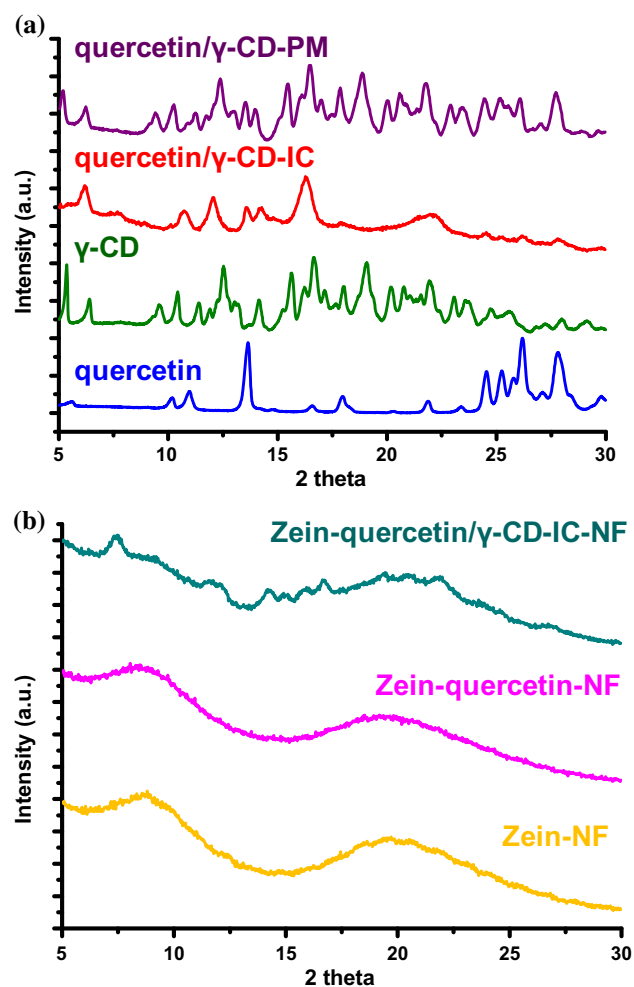 (a)
quercetin/γ-CD-PM
quercetin/γ-CD-IC
γ-CD
quercetin
Intensity (a.u.)
5 10 15 20 25 30
2 theta
(b)
Zein-quercetin/γ-CD-IC-NF
Zein-quercetin-NF
Zein-NF
Intensity (a.u.)
5 10 15 20 25 30
2 theta